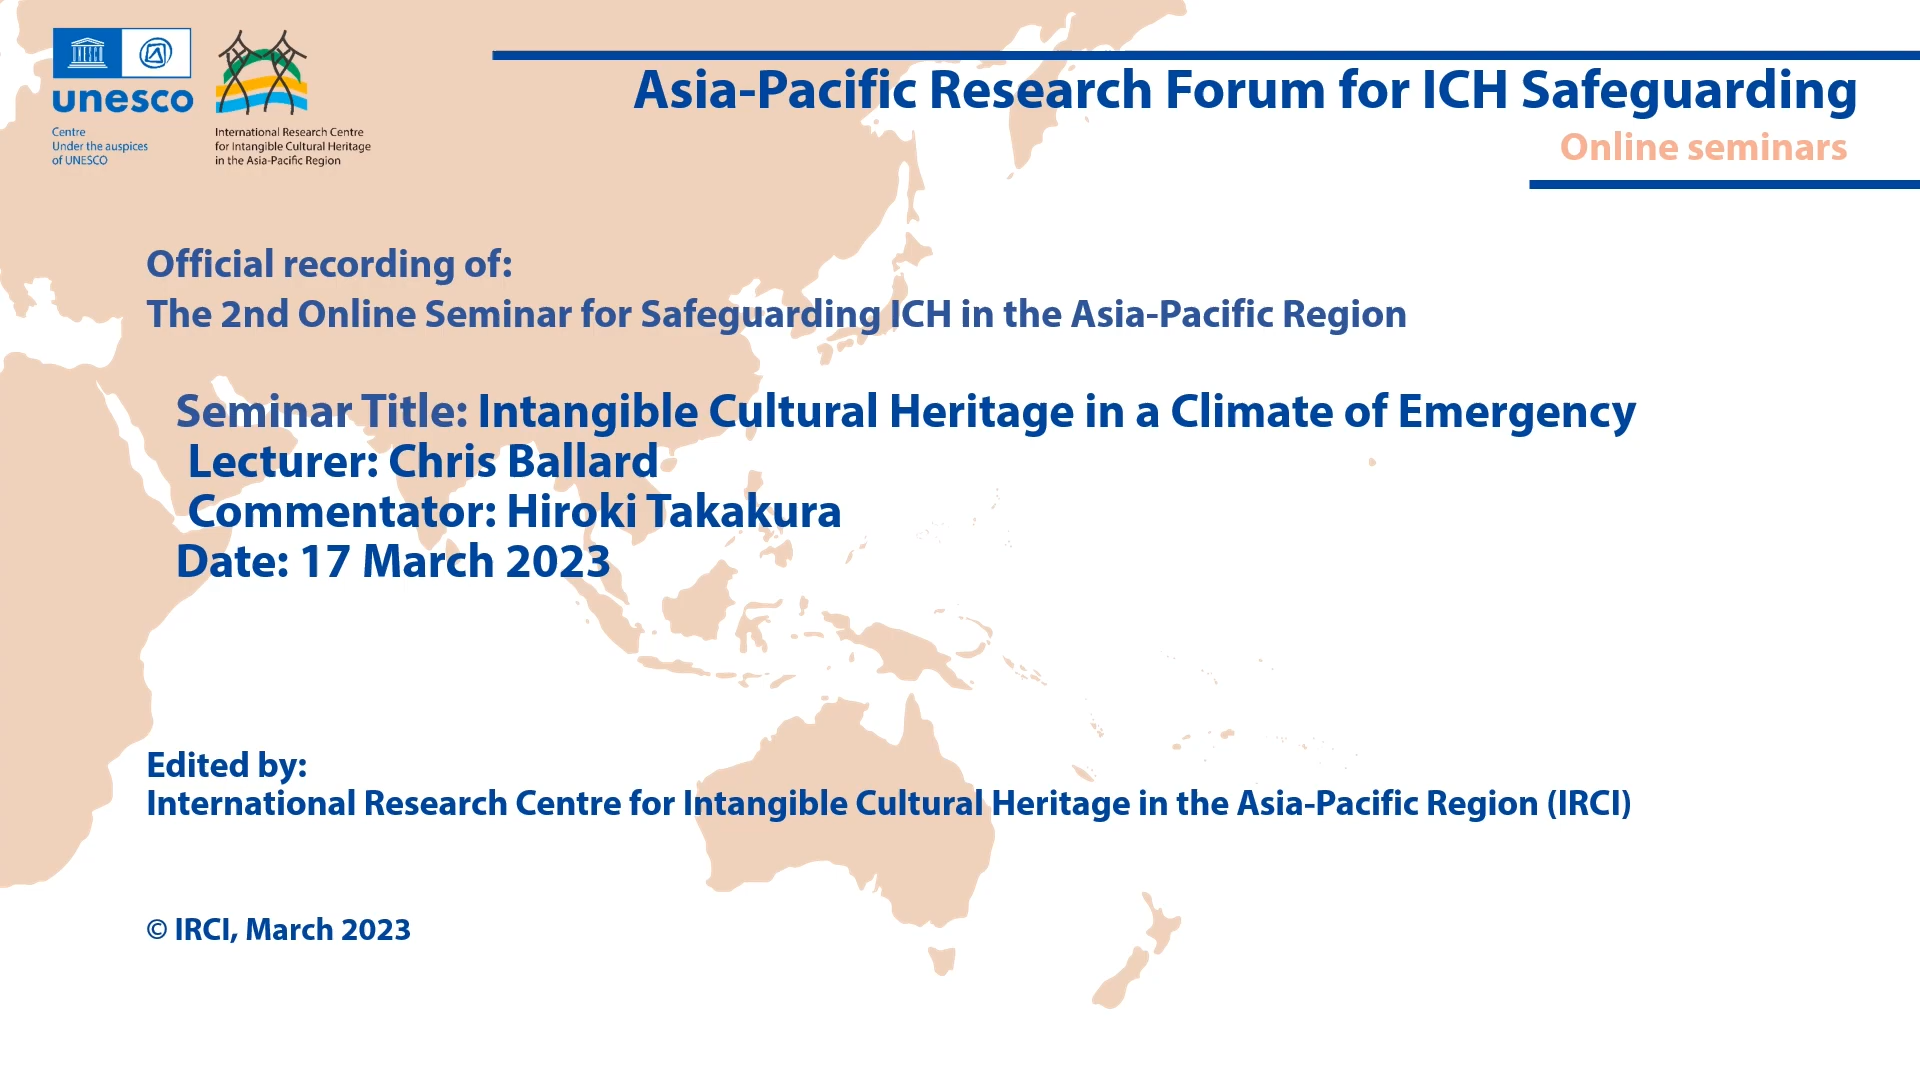 unesco
Centre
Under the auspices
of UNESCO
International Research Centre
for Intangible Cultural Heritage
in the Asia-Pacific Region
Asia-Pacific Research Forum for ICH Safeguarding
Online seminars
Official recording of:
The 2nd Online Seminar for Safeguarding ICH in the Asia-Pacific Region
Seminar Title: Intangible Cultural Heritage in a Climate of Emergency
Lecturer: Chris Ballard
Commentator: Hiroki Takakura
Date: 17 March 2023
Edited by:
International Research Centre for Intangible Cultural Heritage in the Asia-Pacific Region (IRCI)
© IRCI, March 2023